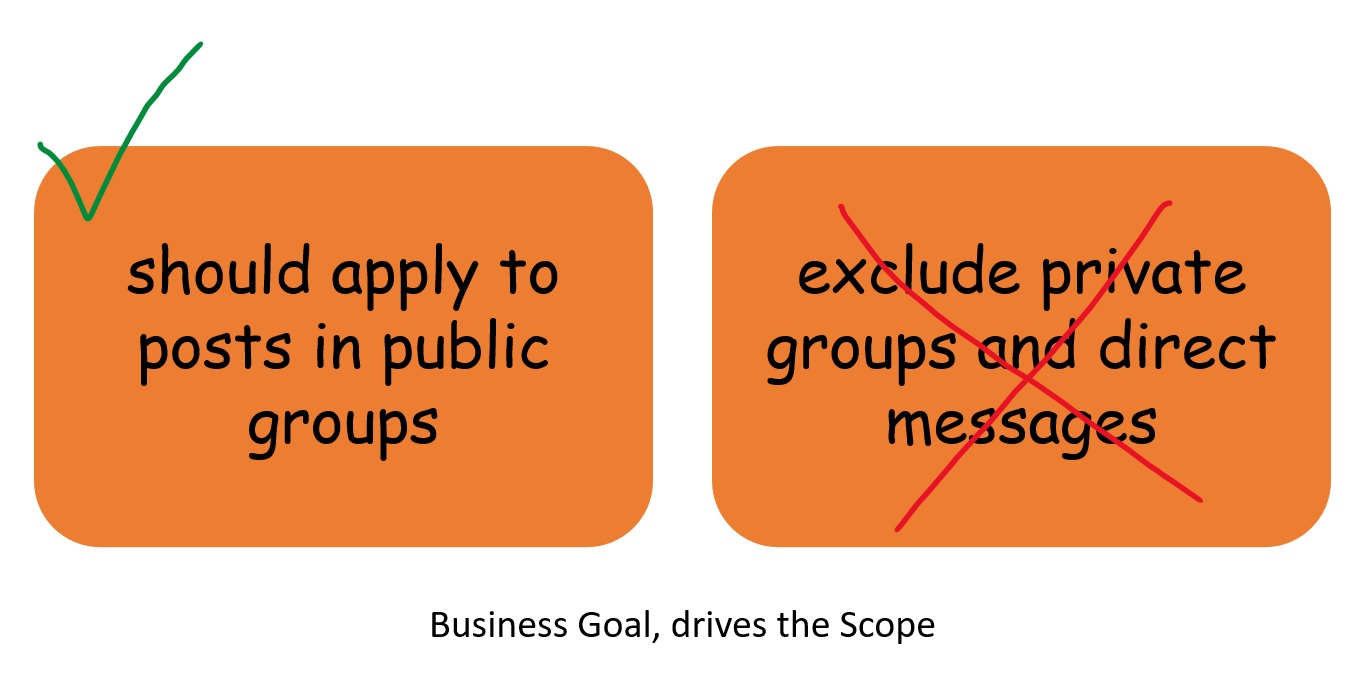 should apply to
posts in public
groups
exclude private
groups and direct
messages
Business Goal, drives the Scope